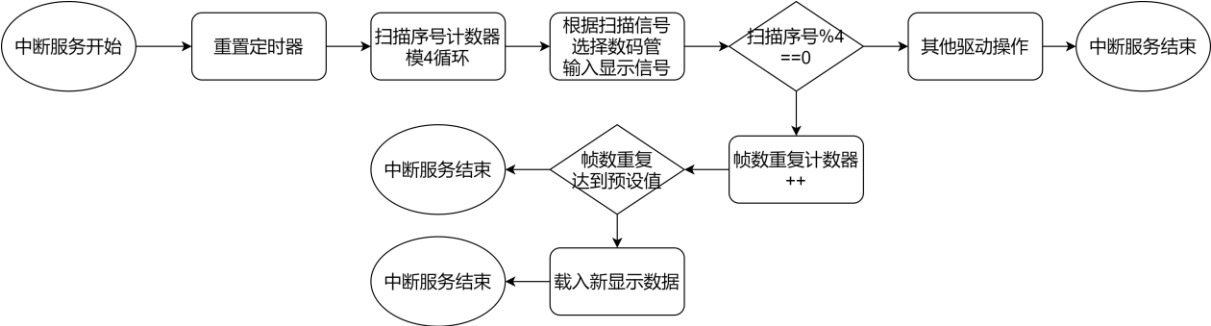 中断服务开始
重置定时器
扫描序号计数器
模4循环
根据扫描信号
选择数码管
输入显示信号
扫描序号%4
==0
其他驱动操作
中断服务结束
中断服务结束
帧数重复
达到预设值
帧数重复计数器
++
中断服务结束
载入新显示数据